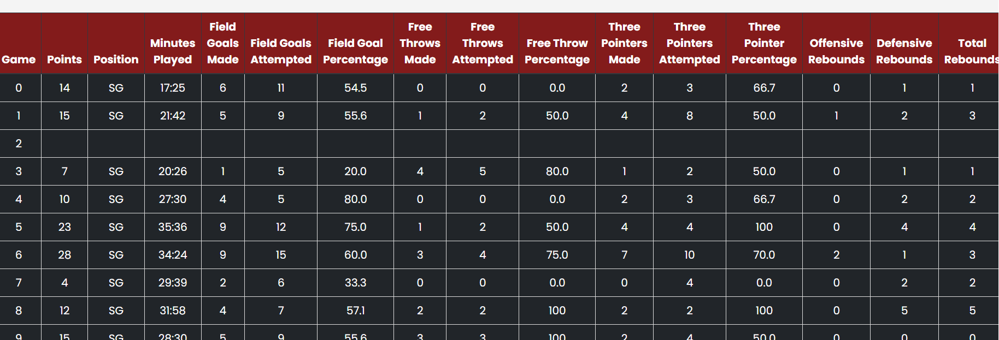 Game Points Position Minutes Played Field Goals Made Field Goals Attempted Field Goal Percentage Free Throws Made Free Throws Attempted Free Throw Percentage Three Pointers Made Three Pointers Attempted Three Pointer Percentage Offensive Rebounds Defensive Rebounds Total Rebounds
0 14 SG 17:25 6 11 54.5 0 0 0.0 2 3 66.7 0 1 1
1 15 SG 21:42 5 9 55.6 1 2 50.0 4 8 50.0 1 2 3
2
3 7 SG 20:26 1 5 20.0 4 5 80.0 1 2 50.0 0 1 1
4 10 SG 27:30 4 5 80.0 0 0 0.0 2 3 66.7 0 2 2
5 23 SG 35:36 9 12 75.0 1 2 50.0 4 4 100 0 4 4
6 28 SG 34:24 9 15 60.0 3 4 75.0 7 10 70.0 2 1 3
7 4 SG 29:39 2 6 33.3 0 0 0.0 0 4 0.0 0 2 2
8 12 SG 31:58 4 7 57.1 2 2 100 2 2 100 0 5 5
9 15 SG 28:30 5 9 55.6 3 3 100 2 4 50.0 0 0 0